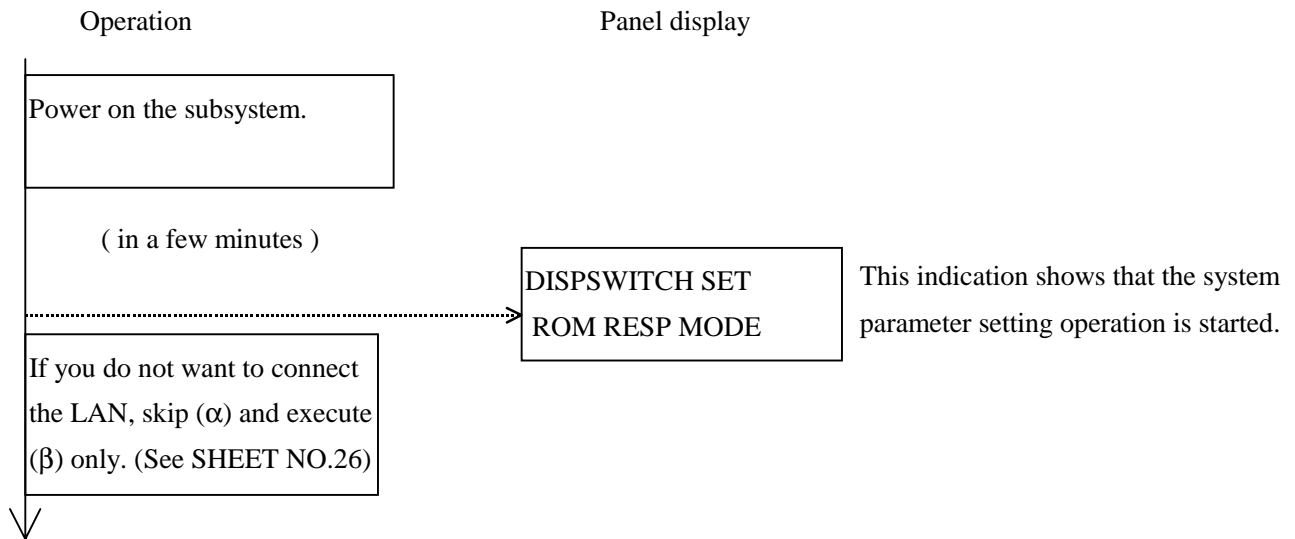 Operation
Panel display
Power on the subsystem.
( in a few minutes )
DISPSWITCH SET
ROM RESP MODE
This indication shows that the system
parameter setting operation is started.
If you do not want to connect
the LAN, skip (α) and execute
(β) only. (See SHEET NO.26)